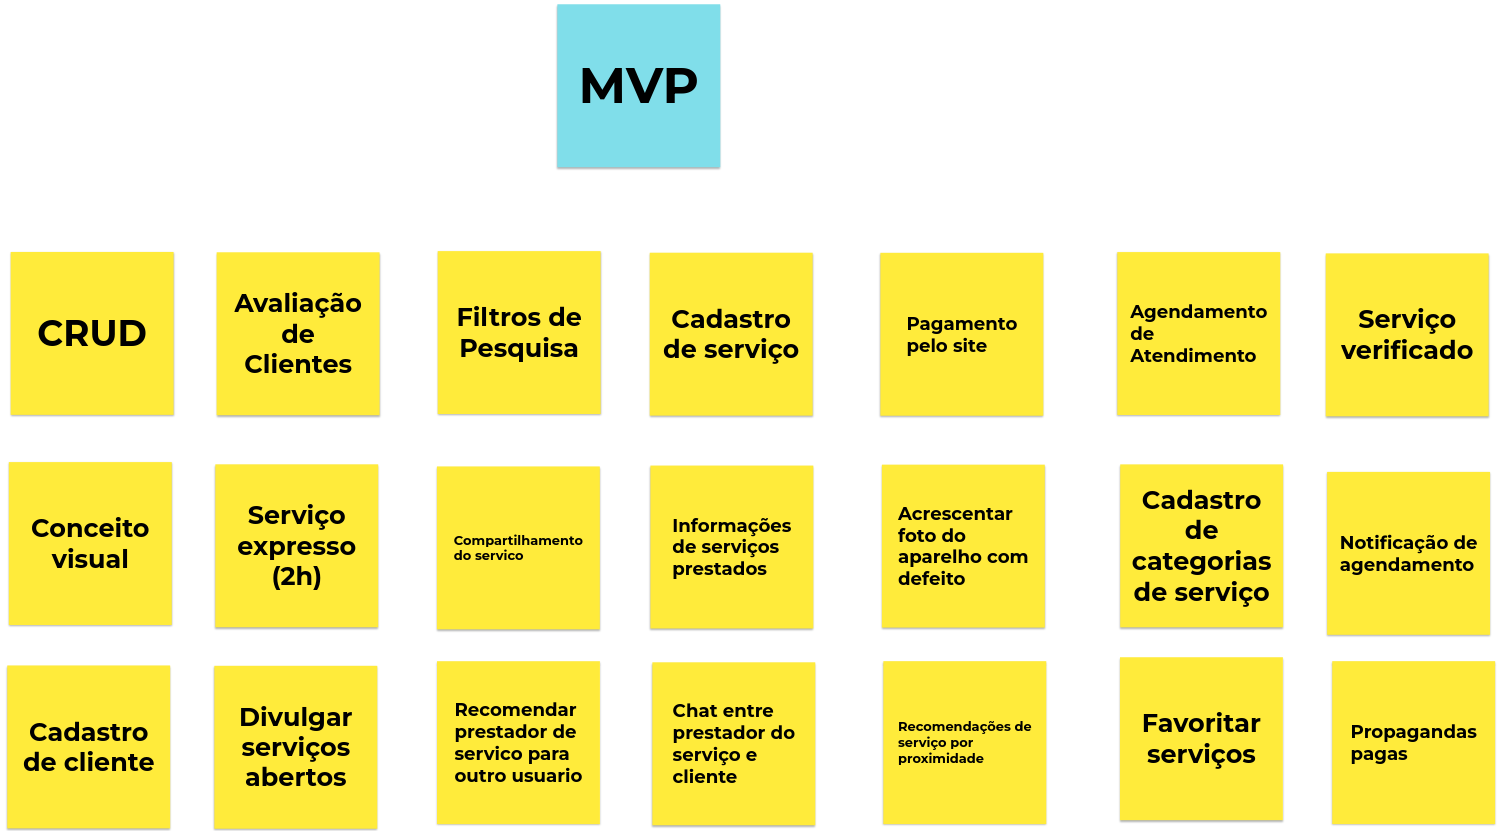 MVP
CRUD
Avaliação
de
Clientes
Filtros de
Pesquisa
Cadastro
de serviço
Pagamento
pelo site
Agendamento
de
Atendimento
Serviço
verificado
Conceito
visual
Serviço
expresso
(2h)
Compartilhamento
do servico
Informações
de serviços
prestados
Acrescentar
foto do
aparelho com
defeito
Cadastro
de
categorias
de serviço
Notificação de
agendamento
Cadastro
de cliente
Divulgar
serviços
abertos
Recomendar
prestador de
servico para
outro usuario
Chat entre
prestador do
serviço e
cliente
Recomendações de
serviço por
proximidade
Favoritar
serviços
Propagandas
pagas